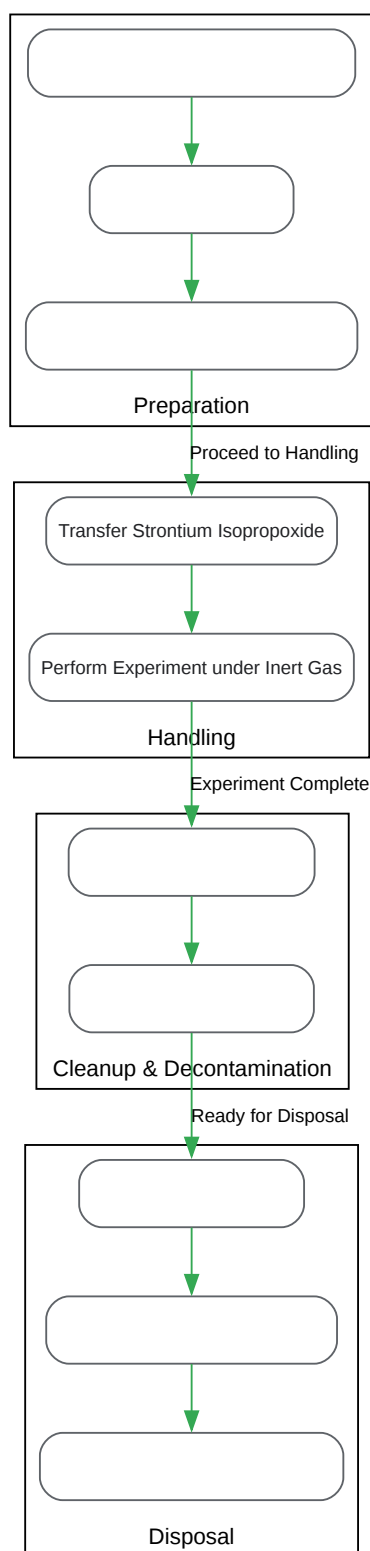 Preparation
Proceed to Handling
Transfer Strontium Isopropoxide
Perform Experiment under Inert Gas
Handling
Experiment Complete
Cleanup & Decontamination
Ready for Disposal
Disposal